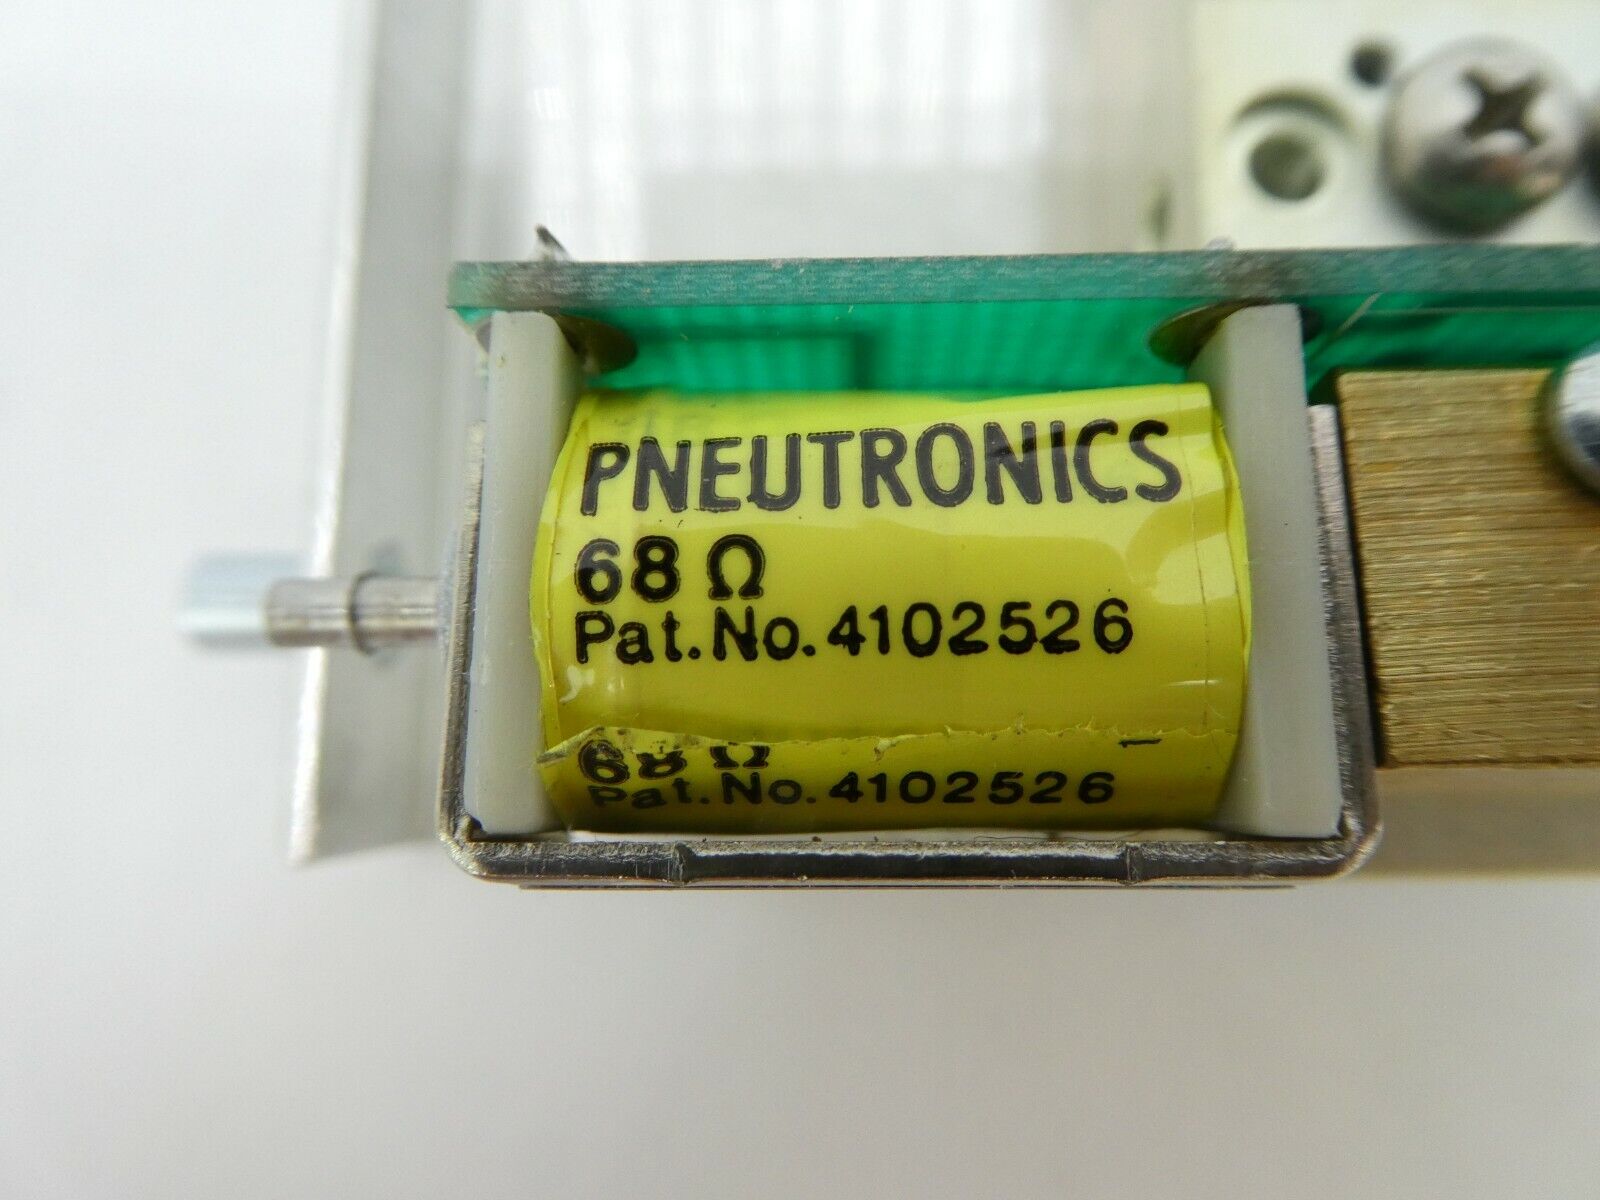 PNEUTRONICS
68 Ω
Pat.No.4102526
68 Ω
Pat.No.4102526